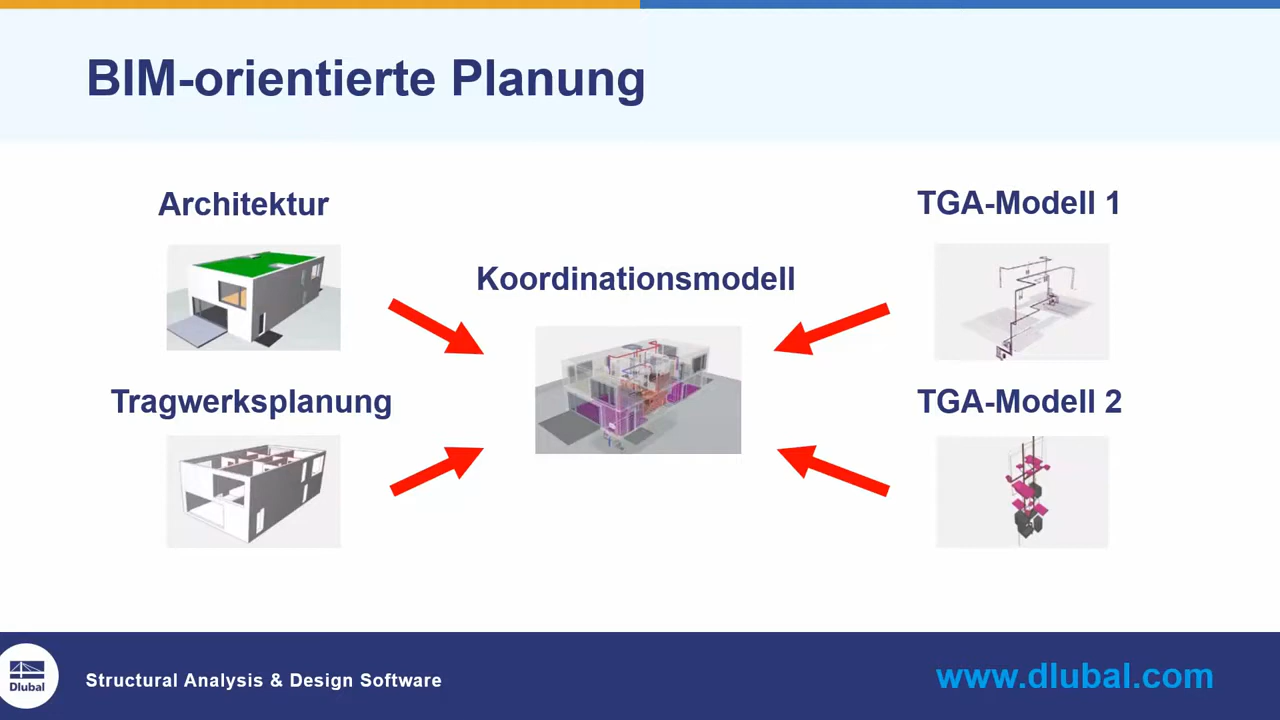 BIM-orientierte Planung
Architektur
TGA-Modell 1
Koordinationsmodell
Tragwerksplanung
TGA-Modell 2
Dlubal
Structural Analysis & Design Software
www.dlubal.com